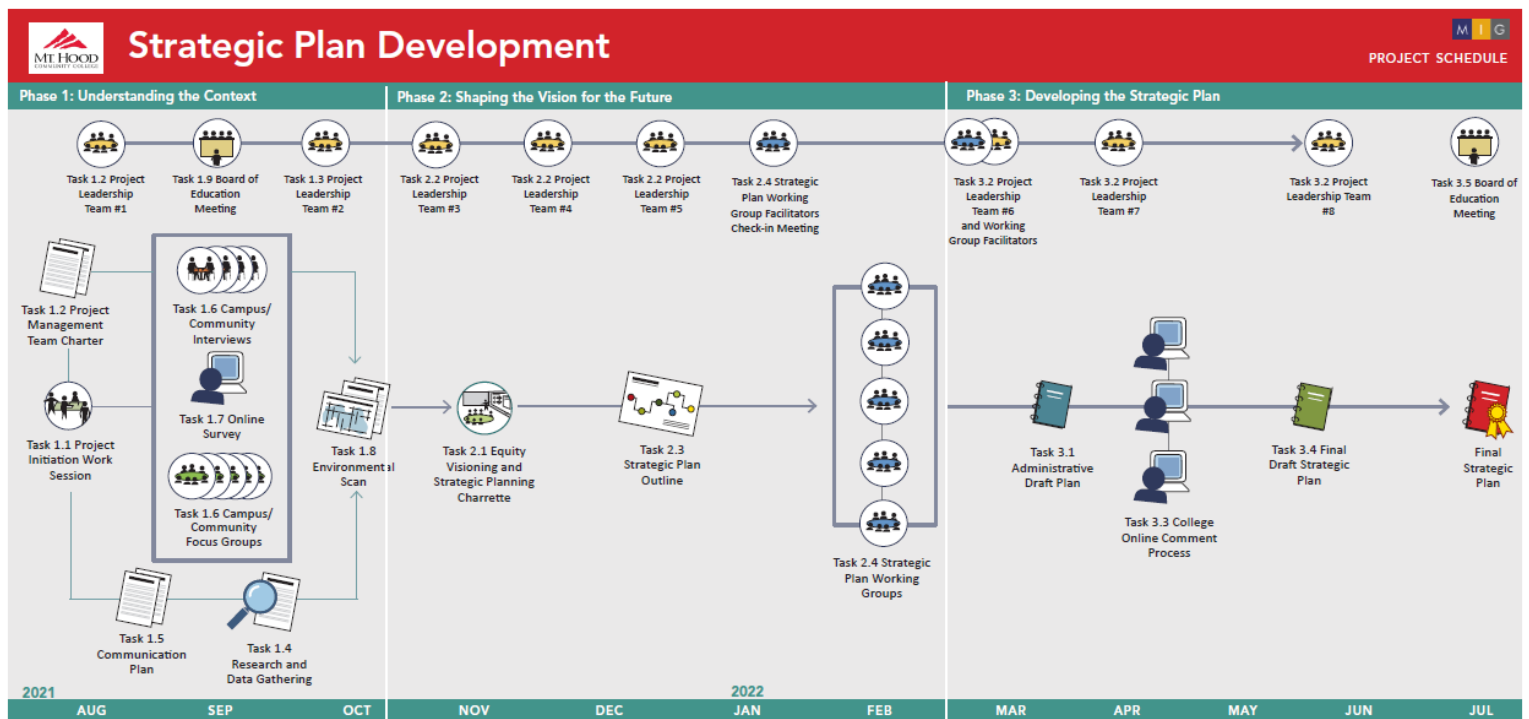 MT. HOOD
COMMUNITY COLLEGE
Strategic Plan Development
M I G
PROJECT SCHEDULE
Phase 1: Understanding the Context
Phase 2: Shaping the Vision for the Future
Phase 3: Developing the Strategic Plan
Task 1.2 Project
Leadership
Team #1
Task 1.9 Board of
Education
Meeting
Task 1.3 Project
Leadership
Team #2
Task 2.2 Project
Leadership
Team #3
Task 2.2 Project
Leadership
Team #4
Task 2.2 Project
Leadership
Team #5
Task 2.4 Strategic
Plan Working
Group Facilitators
Check-in Meeting
Task 3.2 Project
Leadership
Team #6
and Working
Group Facilitators
Task 3.2 Project
Leadership
Team #7
Task 3.2 Project
Leadership Team
#8
Task 3.5 Board of
Education
Meeting
Task 1.2 Project
Management
Team Charter
Task 1.6 Campus/
Community
Interviews
Task 1.7 Online
Survey
Task 1.1 Project
Initiation Work
Session
Task 1.6 Campus/
Community
Focus Groups
Task 1.8
Environmental
Scan
Task 2.1 Equity
Visioning and
Strategic Planning
Charrette
Task 2.3
Strategic Plan
Outline
Task 2.4 Strategic
Plan Working
Groups
Task 3.1
Administrative
Draft Plan
Task 3.3 College
Online Comment
Process
Task 3.4 Final
Draft Strategic
Plan
Final
Strategic
Plan
Task 1.5
Communication
Plan
Task 1.4
Research and
Data Gathering
2021
2022
AUG
SEP
OCT
NOV
DEC
JAN
FEB
MAR
APR
MAY
JUN
JUL